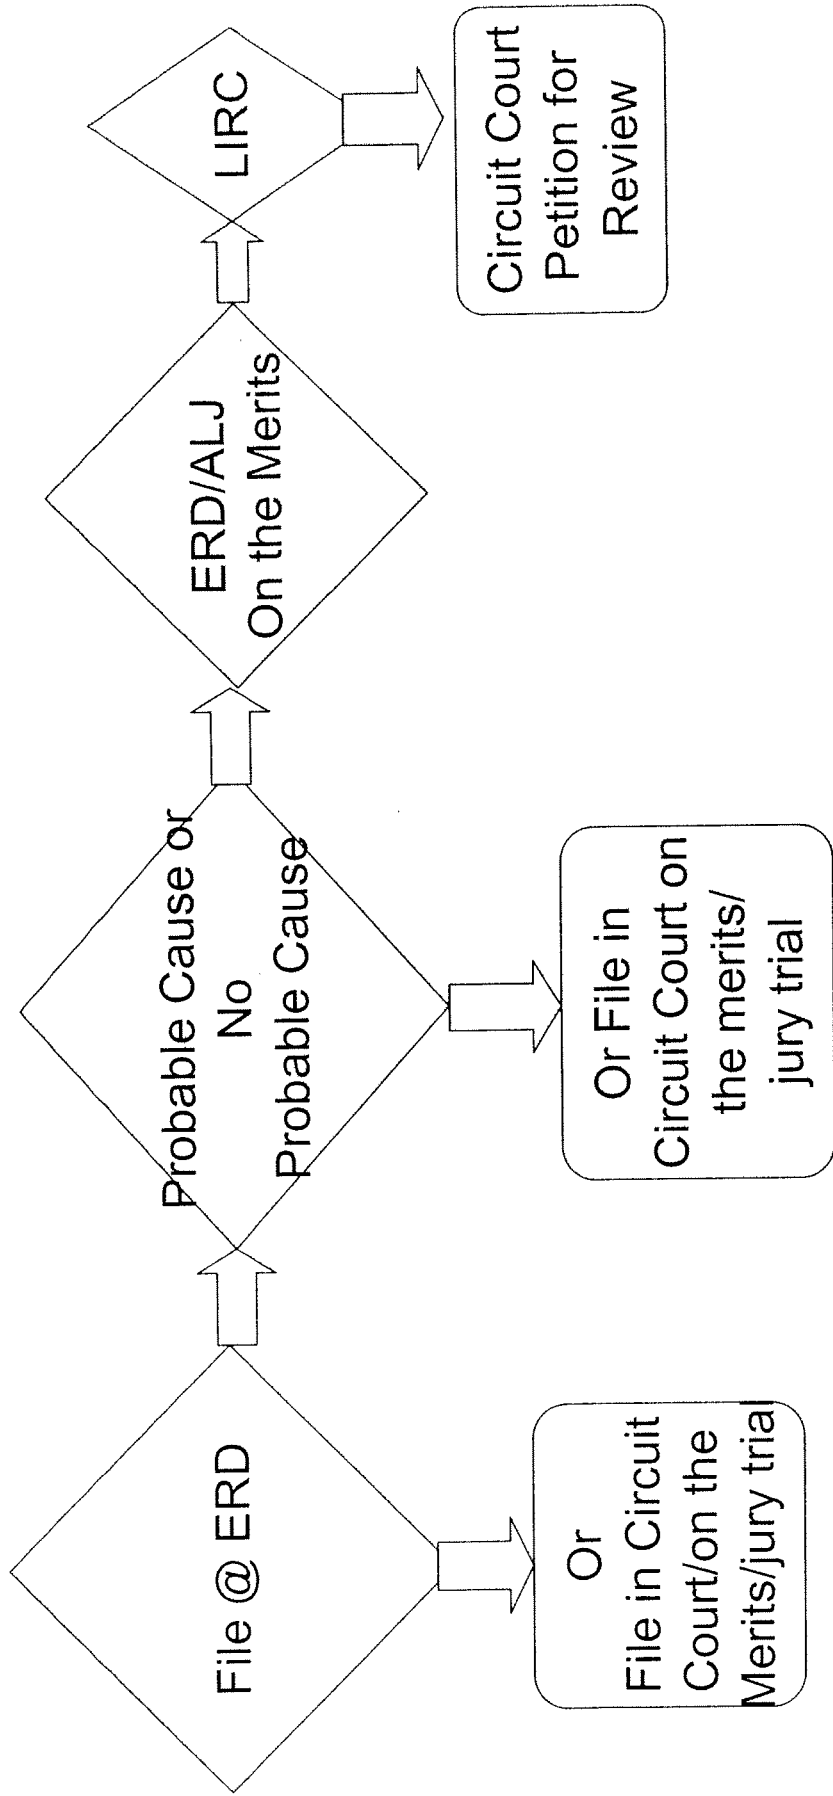 File @ ERD
Probable Cause or
No
Probable Cause
ERD/ALJ
On the Merits
LIRC
Or
File in Circuit
Court/on the
Merits/jury trial
Or File in
Circuit Court on
the merits/
jury trial
Circuit Court
Petition for
Review